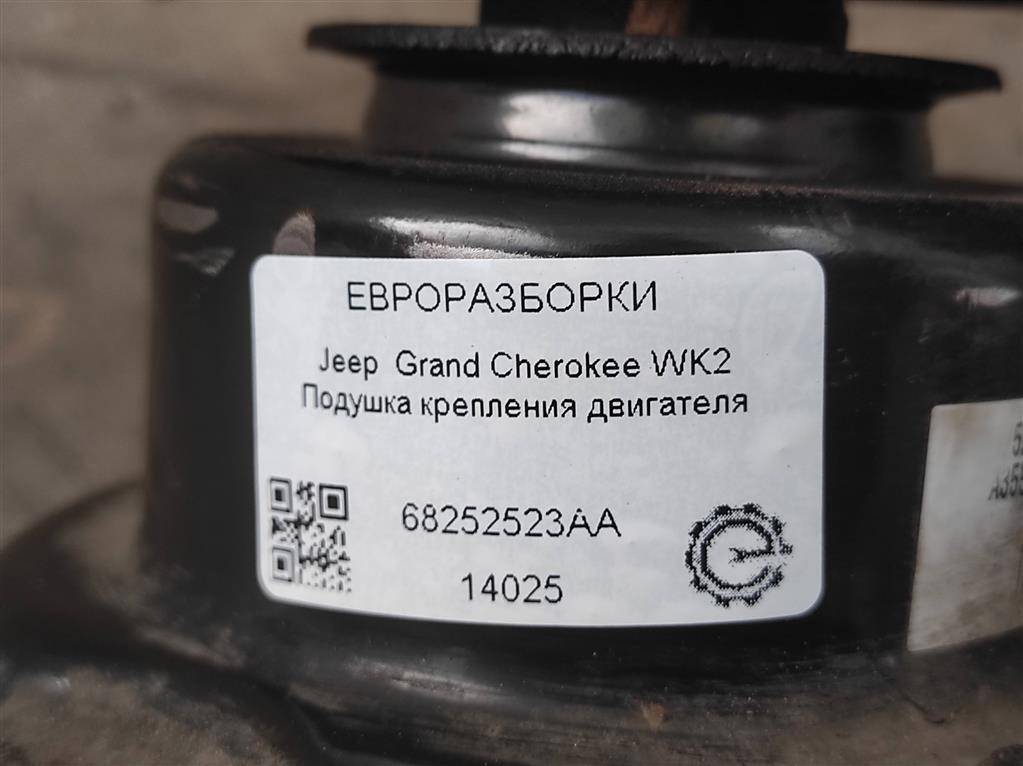 ЕВРОРАЗБОРКИ
Jeep Grand Cherokee WK2
Подушка крепления двигателя
68252523AA
14025